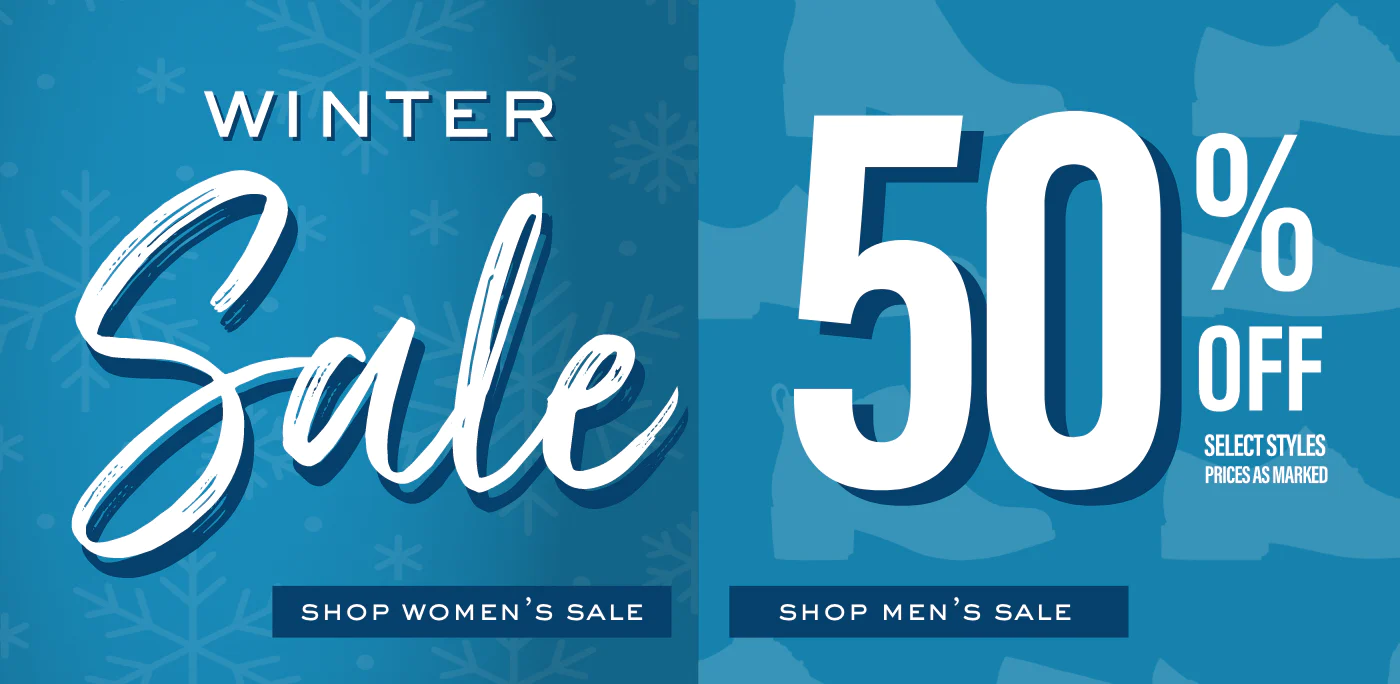 WINTER
Sale
50% OFF
SELECT STYLES
PRICES AS MARKED
SHOP WOMEN’S SALE
SHOP MEN’S SALE